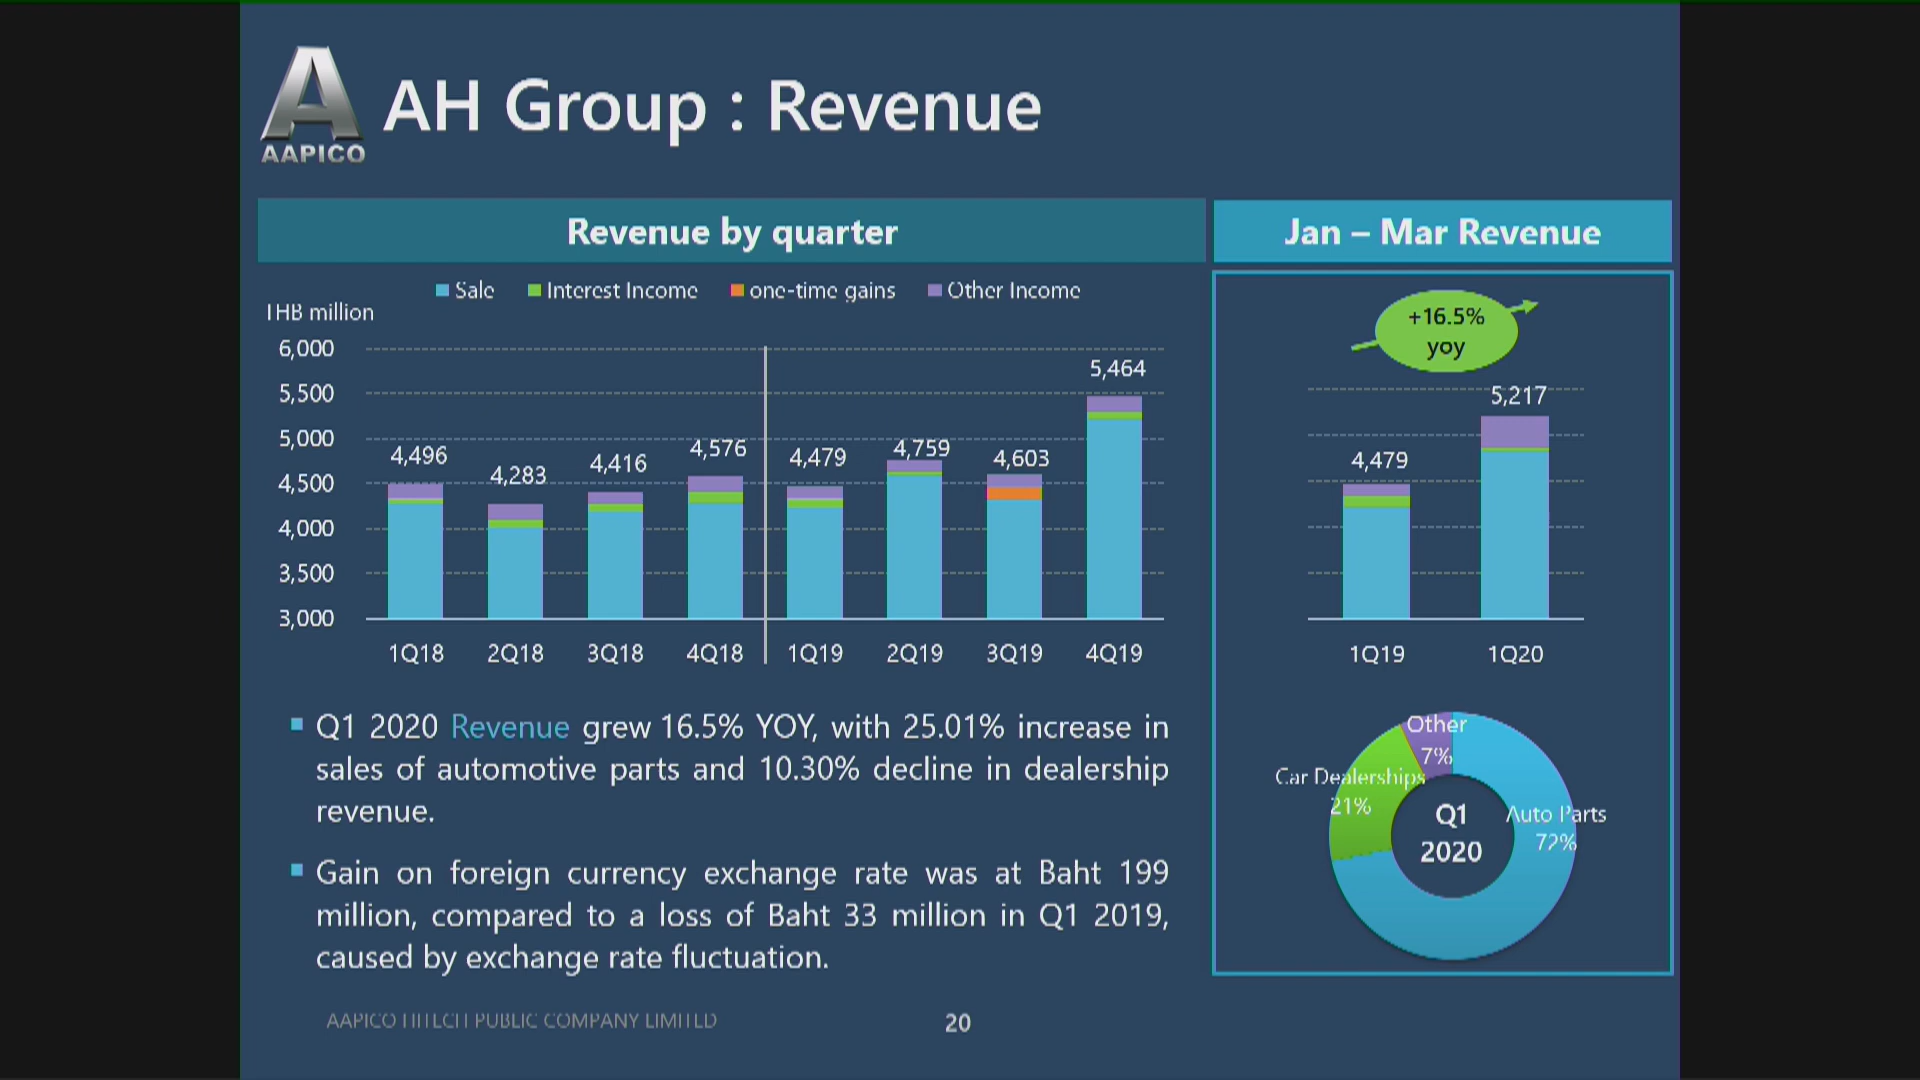 AAPICO
AH Group : Revenue
Revenue by quarter
Sale Interest Income one-time gains Other Income
THB million
6,000
5,500
5,000
4,500
4,000
3,500
3,000
4,496
4,283
4,416
4,576
4,479
4,759
4,603
5,464
1Q18 2Q18 3Q18 4Q18 1Q19 2Q19 3Q19 4Q19
Q1 2020 Revenue grew 16.5% YOY, with 25.01% increase in
sales of automotive parts and 10.30% decline in dealership
revenue.
Gain on foreign currency exchange rate was at Baht 199
million, compared to a loss of Baht 33 million in Q1 2019,
caused by exchange rate fluctuation.
Jan – Mar Revenue
+16.5%
yoy
4,479
5,217
1Q19 1Q20
Other
7%
Car Dealerships
21%
Auto Parts
72%
Q1
2020
AAPICO HITECH PUBLIC COMPANY LIMITED
20